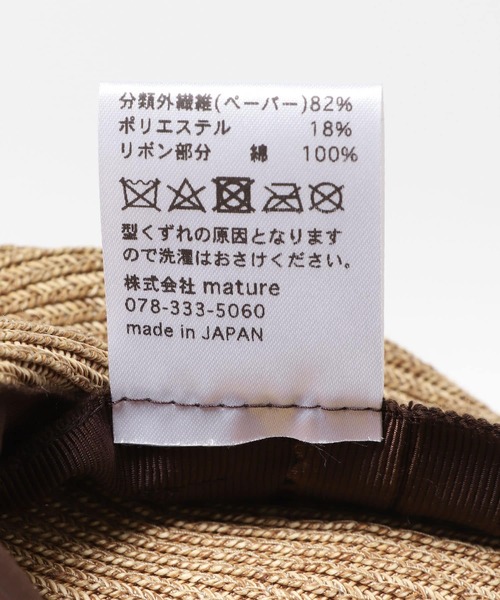 分類外繊維(ペーパー)82%
ポリエステル 18%
リボン部分 綿 100%
型くずれの原因となります
ので洗濯はおさけください。
株式会社 mature
078-333-5060
made in JAPAN